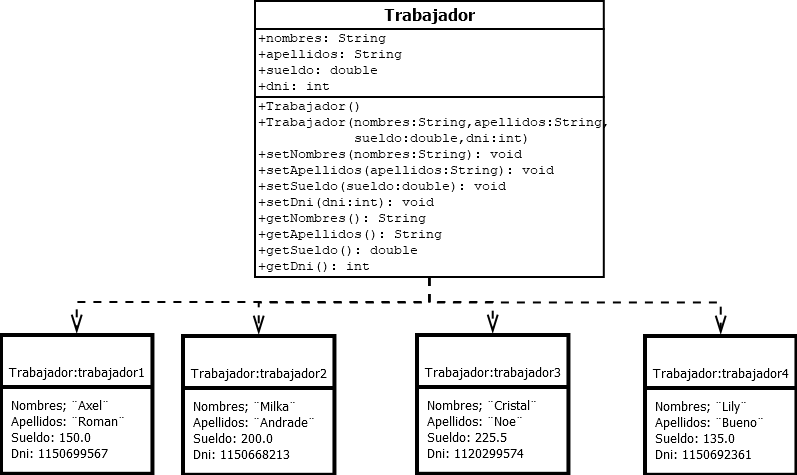 Trabajador
+nombres: String
+apellidos: String
+sueldo: double
+dni: int
+Trabajador()
+Trabajador(nombres:String,apellidos:String,
sueldo:double,dni:int)
+setNombres(nombres:String): void
+setApellidos(apellidos:String): void
+setSueldo(sueldo:double): void
+setDni(dni:int): void
+getNombres(): String
+getApellidos(): String
+getSueldo(): double
+getDni(): int
Trabajador:trabajador1
Nombres; ¨Axel¨
Apellidos: ¨Roman¨
Sueldo: 150.0
Dni: 1150699567
Trabajador:trabajador2
Nombres; ¨Milka¨
Apellidos: ¨Andrade¨
Sueldo: 200.0
Dni: 1150668213
Trabajador:trabajador3
Nombres; ¨Cristal¨
Apellidos: ¨Noe¨
Sueldo: 225.5
Dni: 1120299574
Trabajador:trabajador4
Nombres; ¨Lily¨
Apellidos: ¨Bueno¨
Sueldo: 135.0
Dni: 1150692361